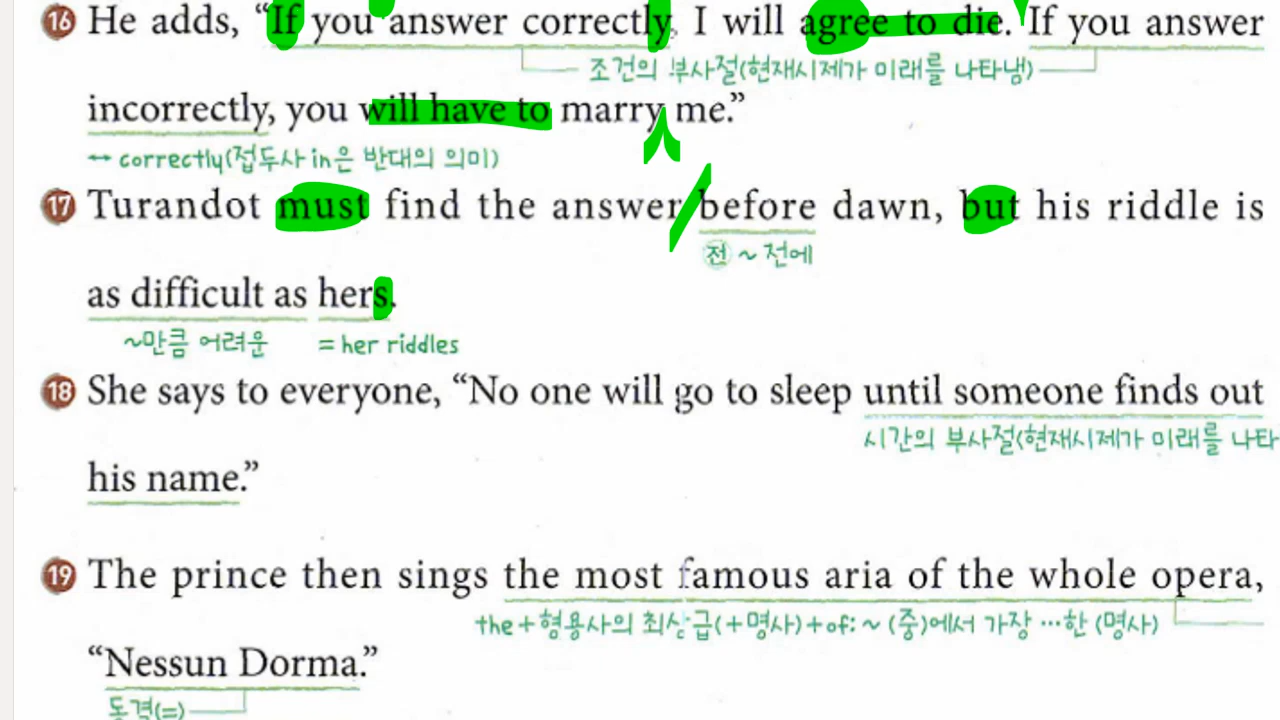 16 He adds, “If you answer correctly, I will agree to die. If you answer
조건의 부사절(현재시제가 미래를 나타냄)
incorrectly, you will have to marry me.”
↔ correctly(접두사 in은 반대의 의미)
17 Turandot must find the answer before dawn, but his riddle is
전 ~ 전에
as difficult as hers.
~만큼 어려운 = her riddles
18 She says to everyone, “No one will go to sleep until someone finds out
시간의 부사절(현재시제가 미래를 나타
his name.”
19 The prince then sings the most famous aria of the whole opera,
the+형용사의 최상급(+명사)+of: ~ (중)에서 가장 …한 (명사)
“Nessun Dorma.”
동격(=)